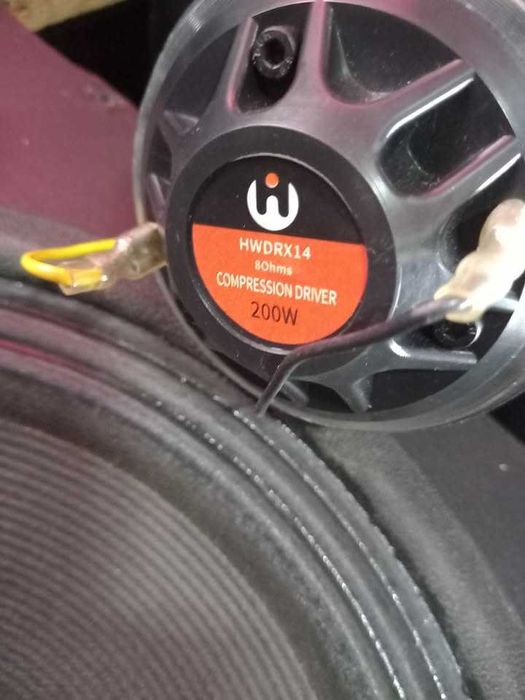 HWDRX14
8Ohms
COMPRESSION DRIVER
200W